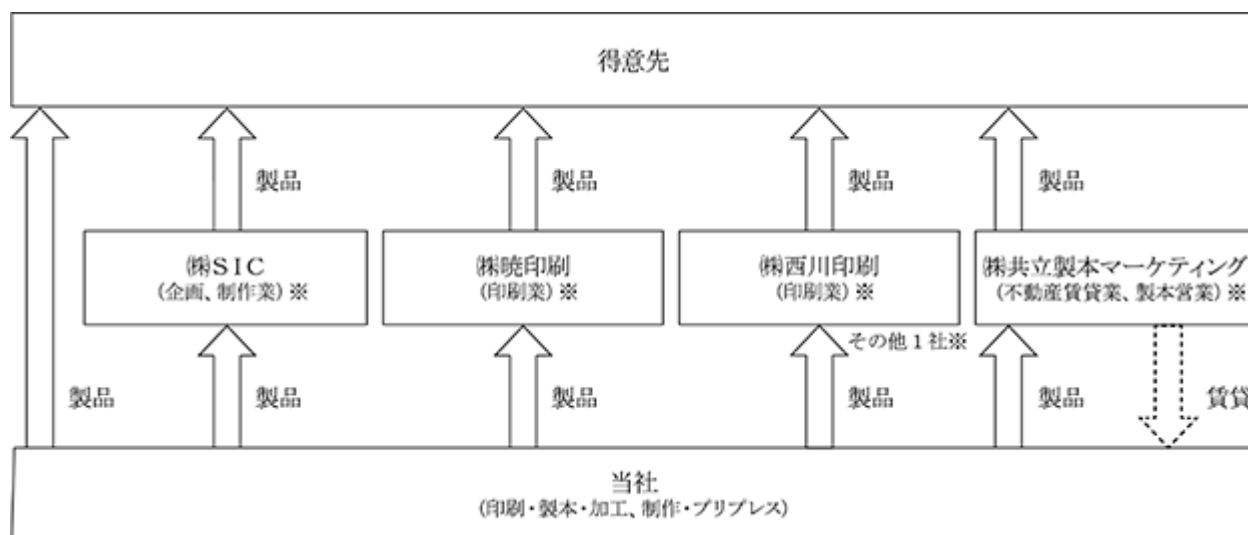 得意先
製品 製品 製品 製品
㈱SIC ㈱暁印刷 ㈱西川印刷 ㈱共立製本マーケティング
(企画、制作業)※ (印刷業)※ (印刷業)※ (不動産賃貸業、製本営業)※
その他1社※
製品 製品 製品 製品 製品 賃貸
当社
(印刷・製本・加工、制作・プリプレス)